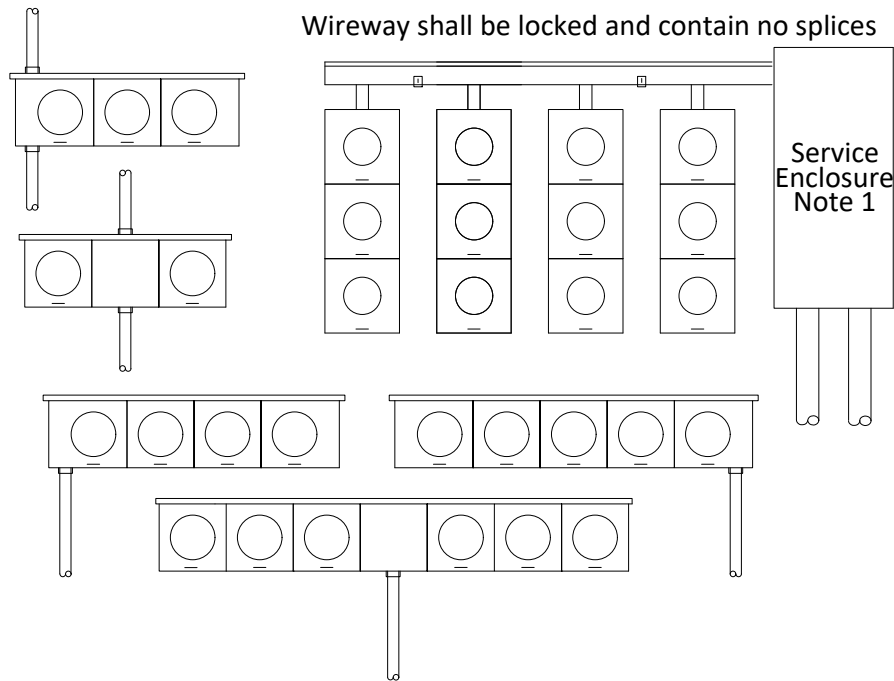 Wireway shall be locked and contain no splices
Service
Enclosure
Note 1